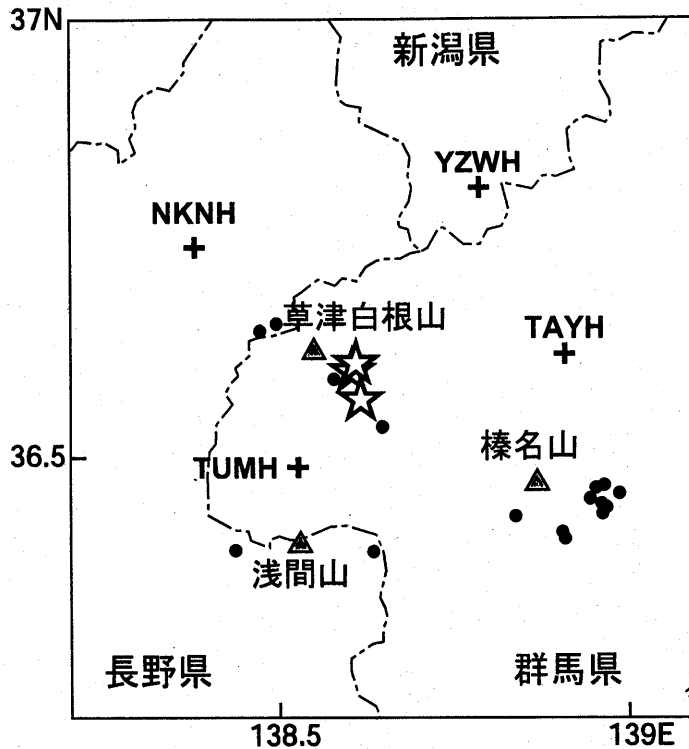 37N
新潟県
YZWH
NKNH
草津白根山
TAYH
36.5
TUMH
榛名山
浅間山
長野県
群馬県
138.5
139E